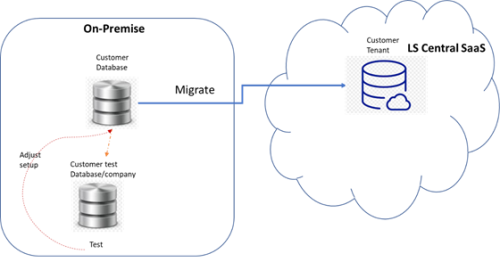 On-Premise
Customer
Database
Migrate
Customer
Tenant
LS Central SaaS
Adjust
setup
Customer test
Database/company
Test